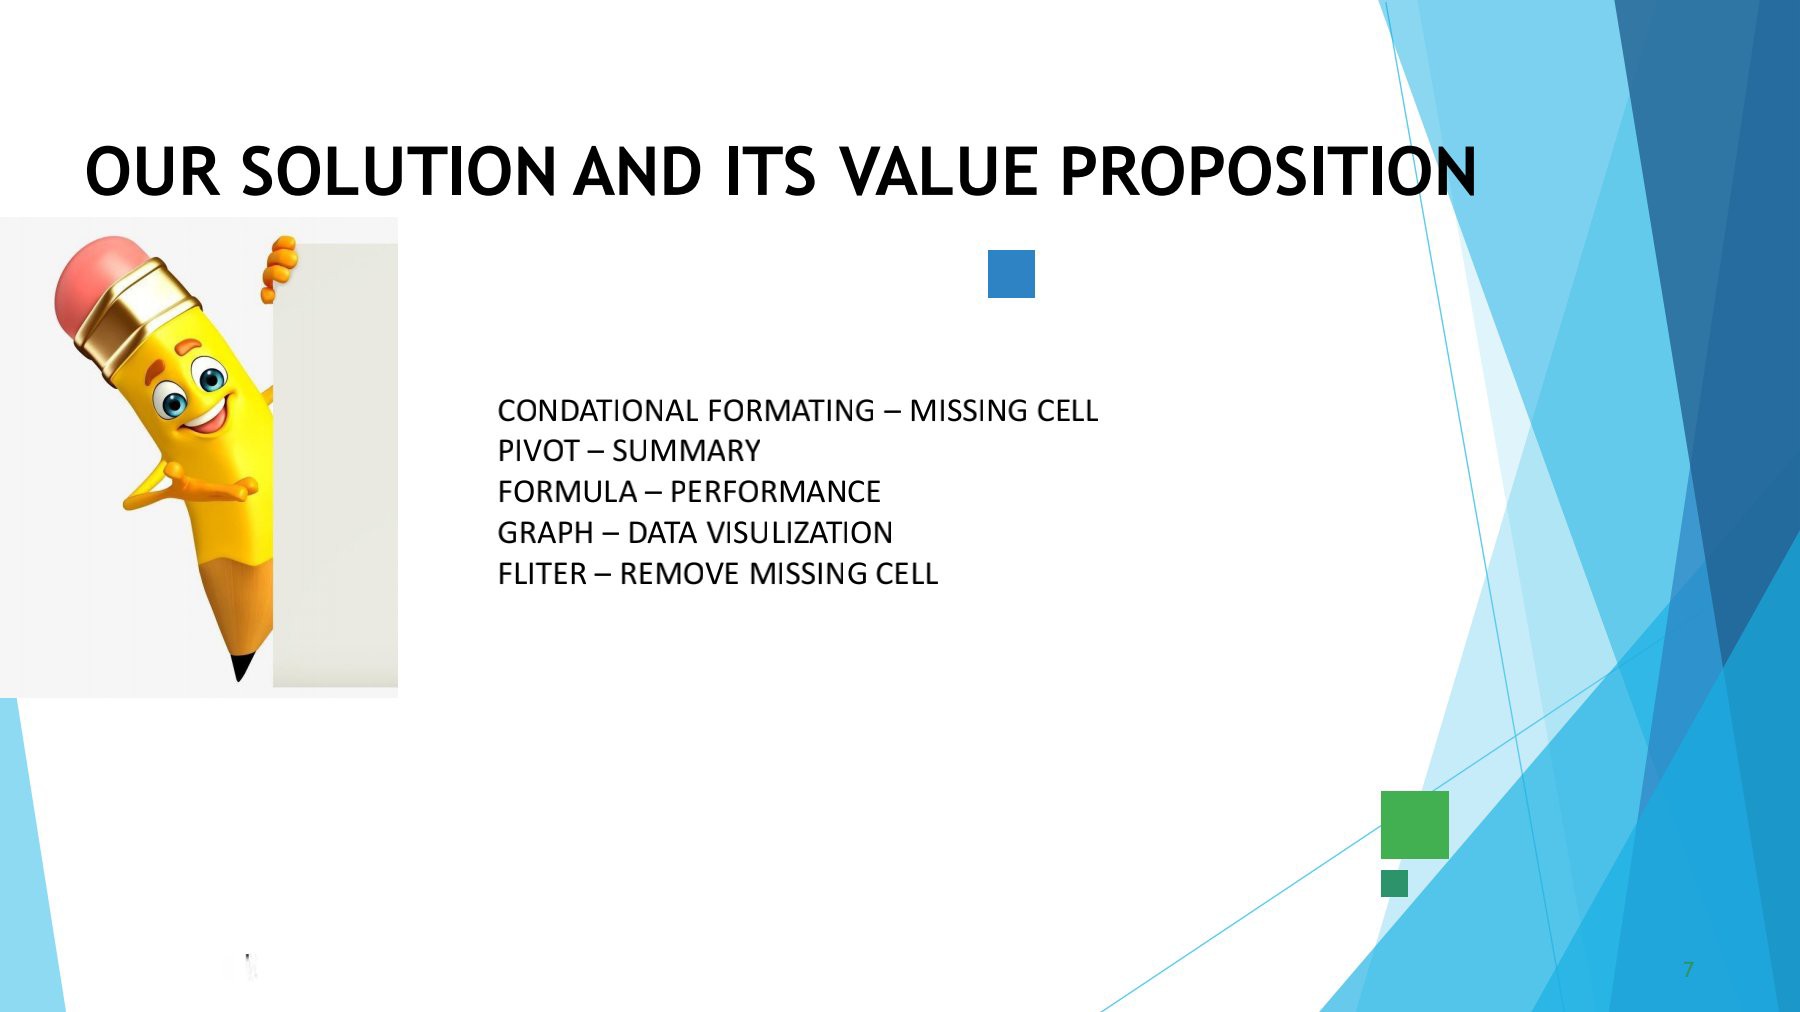 OUR SOLUTION AND ITS VALUE PROPOSITION
CONDATIONAL FORMATING – MISSING CELL
PIVOT – SUMMARY
FORMULA – PERFORMANCE
GRAPH – DATA VISULIZATION
FLITER – REMOVE MISSING CELL
7